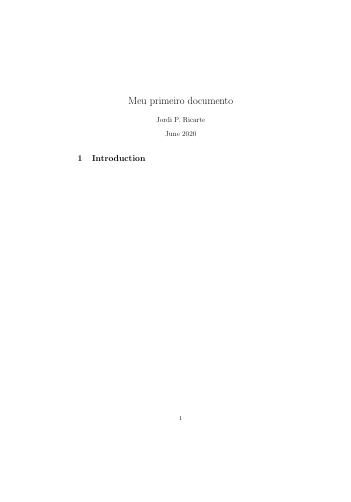 Meu primeiro documento
Jordi P. Ricarte
June 2020
1 Introduction
1